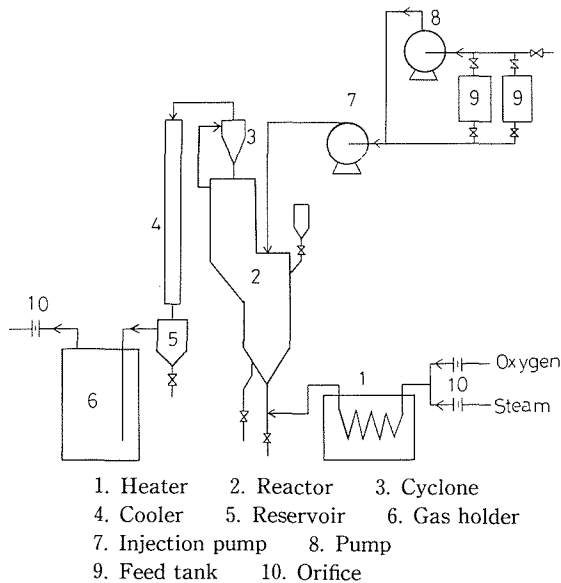 8
7
9 9
3
4
2
10
5
6
1
Oxygen
10
Steam
1. Heater 2. Reactor 3. Cyclone
4. Cooler 5. Reservoir 6. Gas holder
7. Injection pump 8. Pump
9. Feed tank 10. Orifice